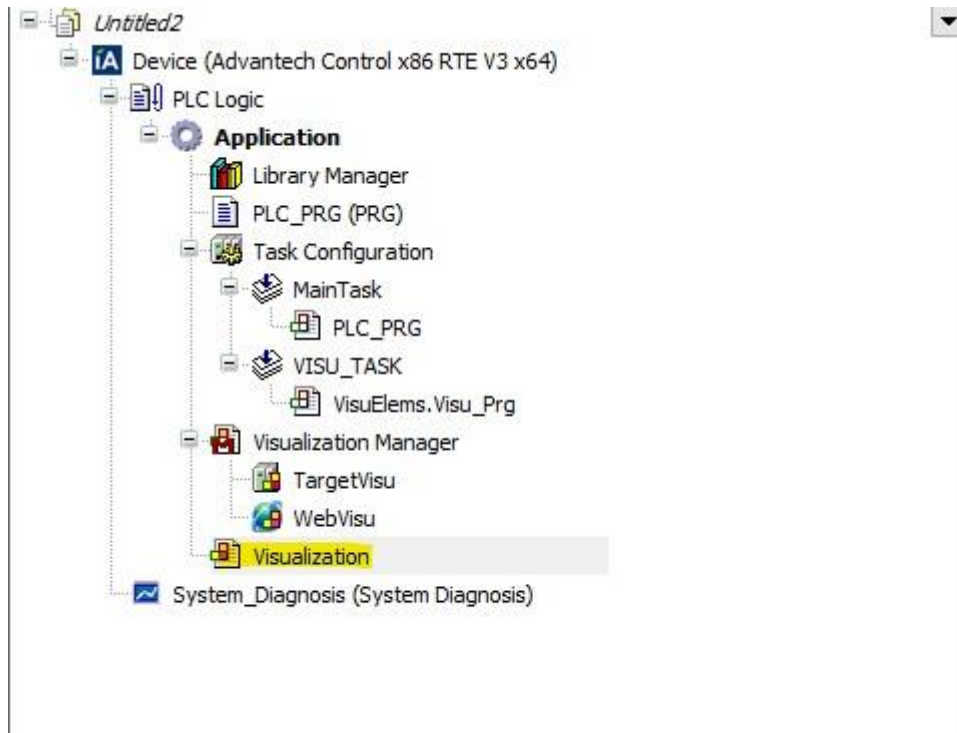 Untitled2
iA Device (Advantech Control x86 RTE V3 x64)
PLC Logic
Application
Library Manager
PLC_PRG (PRG)
Task Configuration
MainTask
PLC_PRG
VISU_TASK
VisuElems.Visu_Prg
Visualization Manager
TargetVisu
WebVisu
Visualization
System_Diagnosis (System Diagnosis)